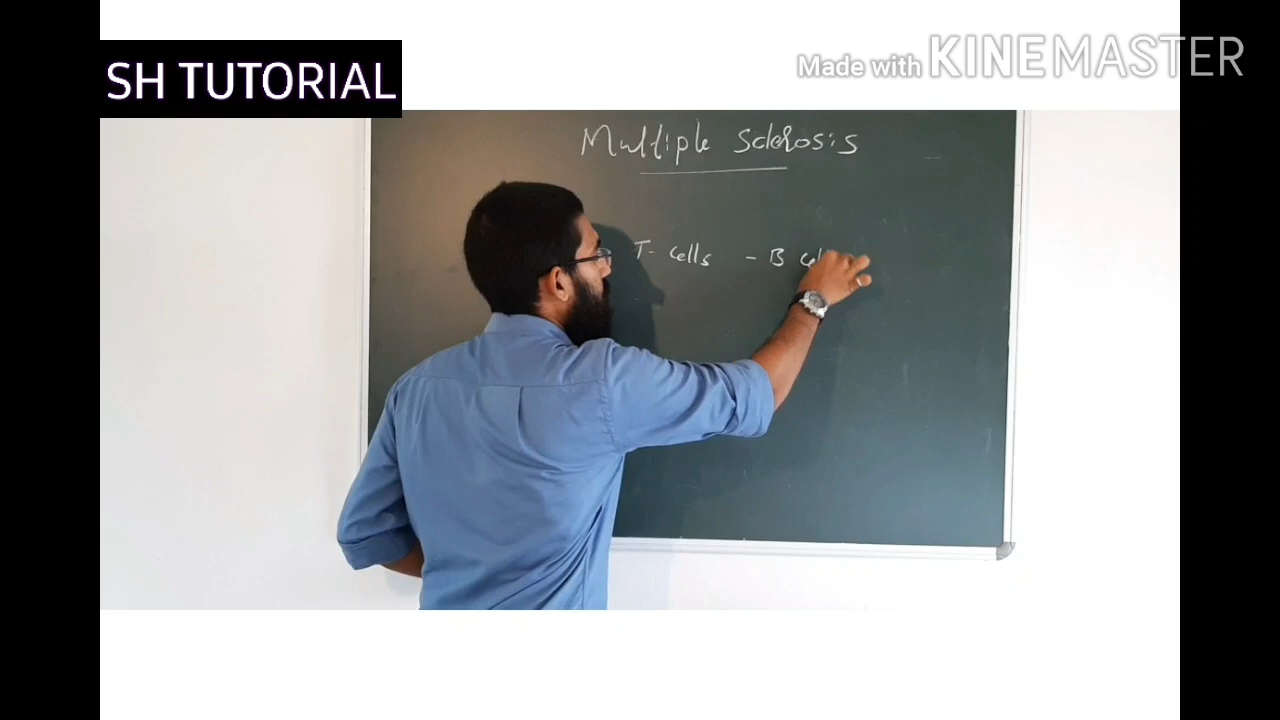 SH TUTORIAL
Made with KINEMASTER
Multiple Sclerosis
T- cells - B